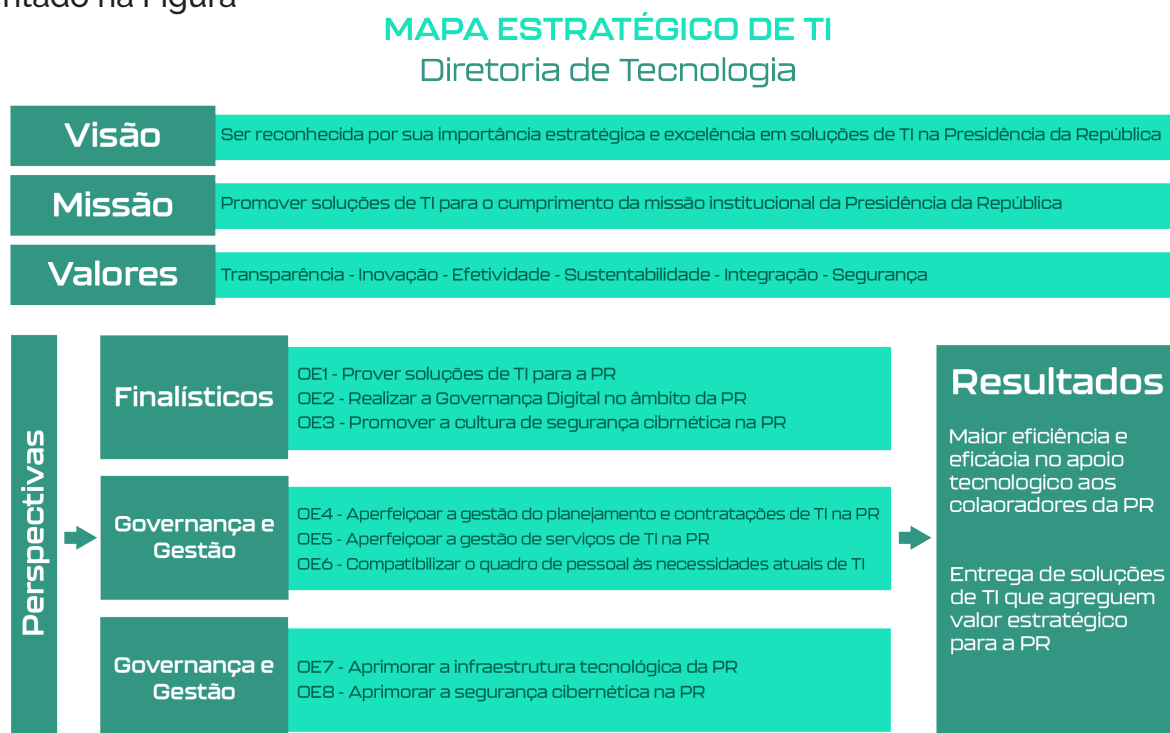 ntado na Figura
MAPA ESTRATÉGICO DE TI
Diretoria de Tecnologia
Visão
Ser reconhecida por sua importância estratégica e excelência em soluções de TI na Presidência da República
Missão
Promover soluções de TI para o cumprimento da missão institucional da Presidência da República
Valores
Transparência - Inovação - Efetividade - Sustentabilidade - Integração - Segurança
Perspectivas
Finalísticos
OE1 - Prover soluções de TI para a PR
OE2 - Realizar a Governança Digital no âmbito da PR
OE3 - Promover a cultura de segurança cibrnética na PR
Governança e
Gestão
OE4 - Aperfeiçoar a gestão do planejamento e contratações de TI na PR
OE5 - Aperfeiçoar a gestão de serviços de TI na PR
OE6 - Compatibilizar o quadro de pessoal às necessidades atuais de TI
Governança e
Gestão
OE7 - Aprimorar a infraestrutura tecnológica da PR
OE8 - Aprimorar a segurança cibernética na PR
Resultados
Maior eficiência e
eficácia no apoio
tecnologico aos
colaoradores da PR
Entrega de soluções
de TI que agreguem
valor estratégico
para a PR